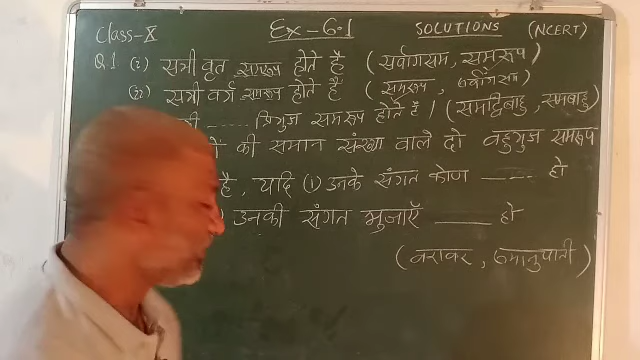 Class-X Ex-6.1 SOLUTIONS (NCERT)
Q.1 (i) सभी वृत समरूप होते है (सर्वांगसम, समरूप)
(ii) सभी वर्ग समरूप होते है (समरूप, सर्वांगसम)
...... त्रिभुज समरूप होते है । (समद्विबाहु, समबाहु)
की समान संख्या वाले दो बहुभुज समरूप
है, यदि (i) उनके संगत कोण ——— हो
उनकी संगत भुजाएँ ——— हो
(बराबर, समानुपाती)